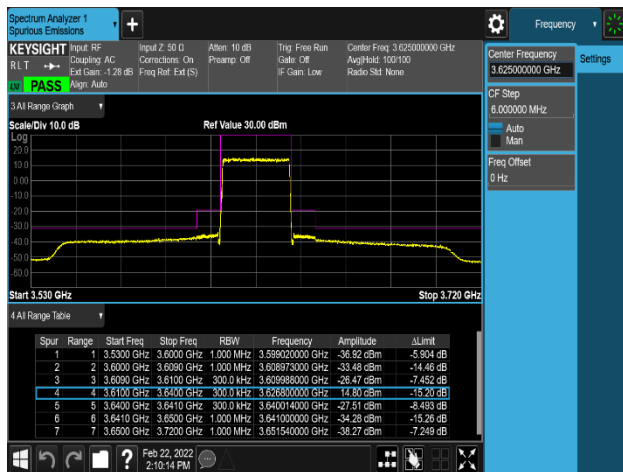 Spectrum Analyzer 1
Spurious Emissions
Frequency
KEYSIGHT
Input: RF
Input Z: 50 Ω
Atten: 10 dB
Trig: Free Run
Center Freq: 3.625000000 GHz
RLT
Coupling: AC
Corrections: On
Preamp: Off
Gate: Off
Avg|Hold: 100/100
Ext Gain: -1.28 dB
Freq Ref: Ext (S)
IF Gain: Low
Radio Std: None
PASS
Align: Auto
Center Frequency
3.625000000 GHz
Settings
CF Step
6.000000 MHz
Auto
Man
Freq Offset
0 Hz
3 All Range Graph
Scale/Div 10.0 dB
Ref Value 30.00 dBm
Log
20.0
10.0
0.00
-10.0
-20.0
-30.0
-40.0
-50.0
-60.0
Start 3.530 GHz
Stop 3.720 GHz
4 All Range Table
Spur Range Start Freq Stop Freq RBW Frequency Amplitude ΔLimit
1 1 3.5300 GHz 3.6000 GHz 1.000 MHz 3.599020000 GHz -36.92 dBm -5.904 dB
2 2 3.6000 GHz 3.6090 GHz 1.000 MHz 3.608973000 GHz -33.48 dBm -14.46 dB
3 3 3.6090 GHz 3.6100 GHz 300.0 kHz 3.609988000 GHz -26.47 dBm -7.452 dB
4 4 3.6100 GHz 3.6400 GHz 300.0 kHz 3.626800000 GHz 14.80 dBm -15.20 dB
5 5 3.6400 GHz 3.6410 GHz 300.0 kHz 3.640014000 GHz -27.51 dBm -8.493 dB
6 6 3.6410 GHz 3.6500 GHz 1.000 MHz 3.641000000 GHz -34.28 dBm -15.26 dB
7 7 3.6500 GHz 3.7200 GHz 1.000 MHz 3.651540000 GHz -38.27 dBm -7.249 dB
Feb 22, 2022
2:10:14 PM